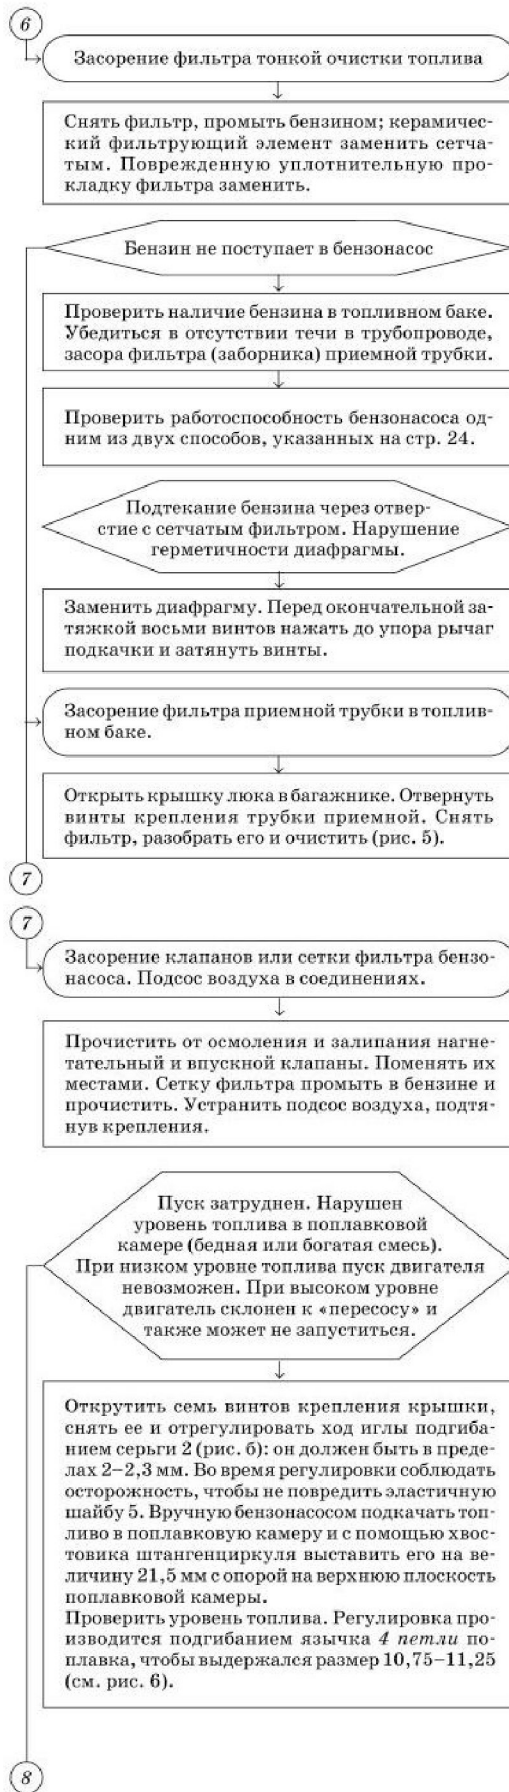 6
Засорение фильтра тонкой очистки топлива
Снять фильтр, промыть бензином; керамичес-
кий фильтрующий элемент заменить сетча-
тым. Поврежденную уплотнительную про-
кладку фильтра заменить.
Бензин не поступает в бензонасос
Проверить наличие бензина в топливном баке.
Убедиться в отсутствии течи в трубопроводе,
засора фильтра (заборника) приемной трубки.
Проверить работоспособность бензонасоса од-
ним из двух способов, указанных на стр. 24.
Подтекание бензина через отвер-
стие с сетчатым фильтром. Нарушение
герметичности диафрагмы.
Заменить диафрагму. Перед окончательной за-
тяжкой восьми винтов нажать до упора рычаг
подкачки и затянуть винты.
Засорение фильтра приемной трубки в топлив-
ном баке.
Открыть крышку люка в багажнике. Отвернуть
винты крепления трубки приемной. Снять
фильтр, разобрать его и очистить (рис. 5).
7
7
Засорение клапанов или сетки фильтра бензо-
насоса. Подсос воздуха в соединениях.
Прочистить от осмоления и залипания нагне-
тательный и впускной клапаны. Поменять их
местами. Сетку фильтра промыть в бензине и
прочистить. Устранить подсос воздуха, подтя-
нув крепления.
Пуск затруднен. Нарушен
уровень топлива в поплавковой
камере (бедная или богатая смесь).
При низком уровне топлива пуск двигателя
невозможен. При высоком уровне
двигатель склонен к «пересосу» и
также может не запуститься.
Открутить семь винтов крепления крышки,
снять ее и отрегулировать ход иглы подгиба-
нием серьги 2 (рис. б): он должен быть в преде-
лах 2–2,3 мм. Во время регулировки соблюдать
осторожность, чтобы не повредить эластичную
шайбу 5. Вручную бензонасосом подкачать топ-
ливо в поплавковую камеру и с помощью хвос-
товика штангенциркуля выставить его на ве-
личину 21,5 мм с опорой на верхнюю плоскость
поплавковой камеры.
Проверить уровень топлива. Регулировка про-
изводится подгибанием язычка 4 петли по-
плавка, чтобы выдержался размер 10,75–11,25
(см. рис. 6).
8